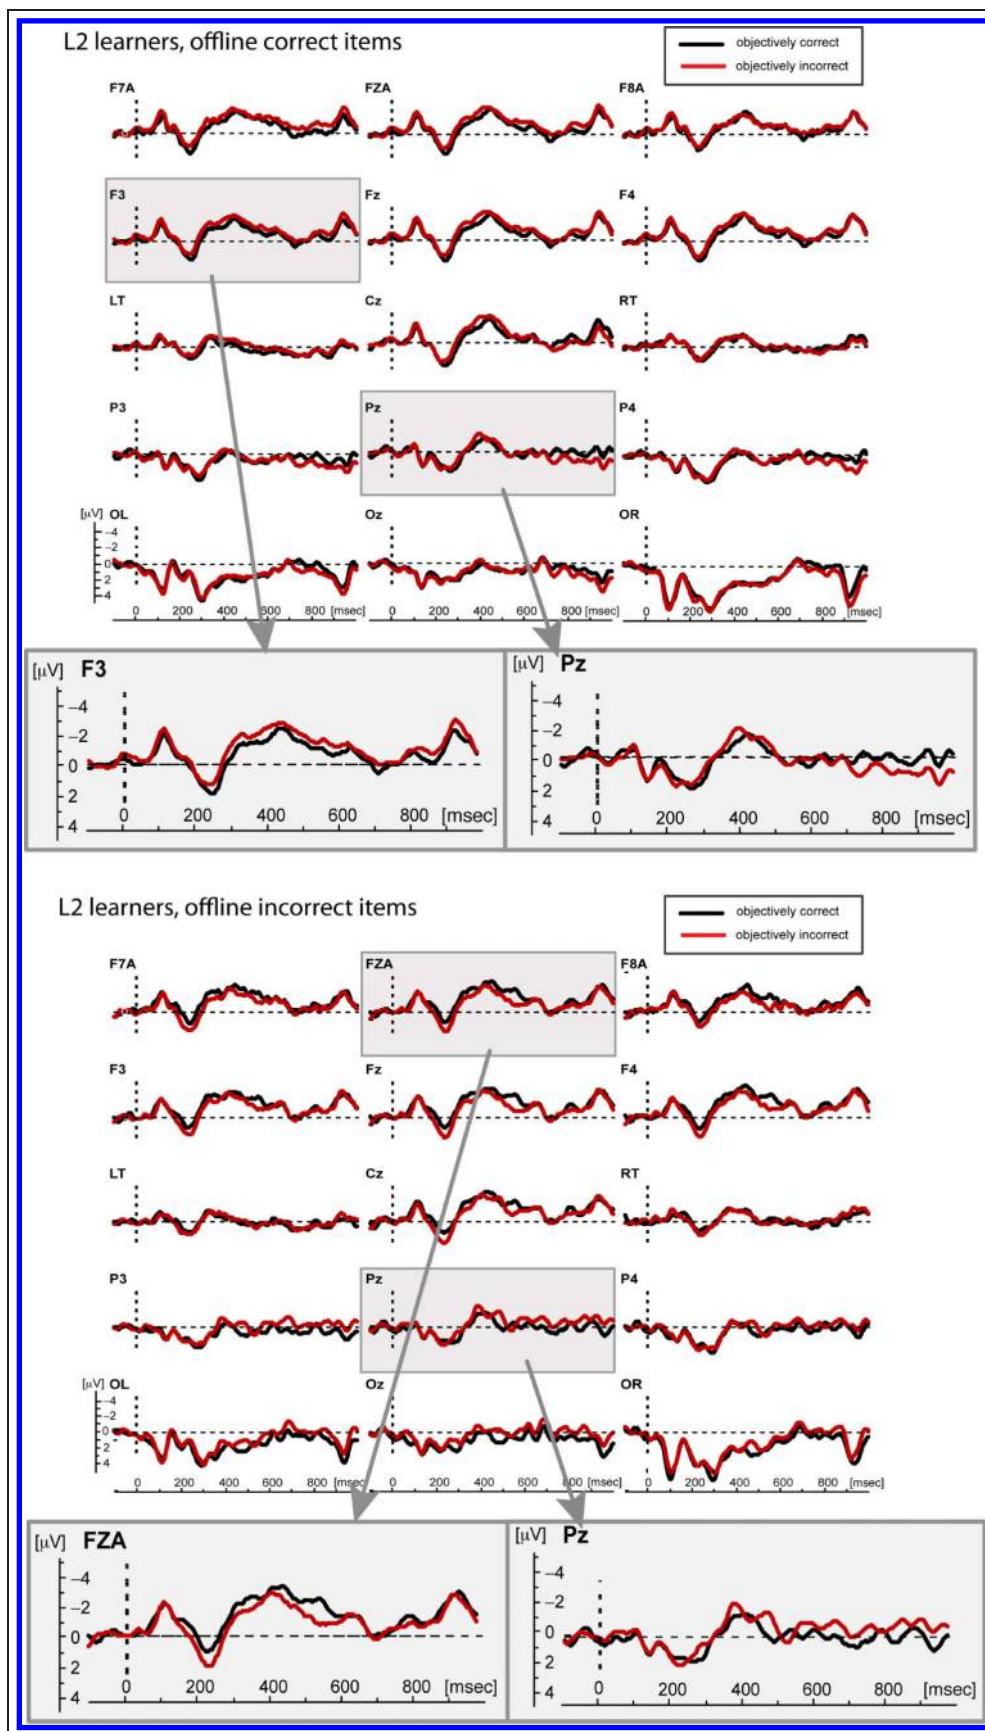 L2 learners, offline correct items
objectively correct
objectively incorrect
F7A FZA F8A
F3 Fz F4
LT Cz RT
P3 Pz P4
[μV] OL Oz OR
−4
−2
0
2
4
0 200 400 600 800 [msec] 0 200 400 600 800 [msec] 0 200 400 600 800 [msec]
[μV] F3 [μV] Pz
−4 −4
−2 −2
0 0
2 2
4 4
0 200 400 600 [msec] 0 200 400 600 800
L2 learners, offline incorrect items
objectively correct
objectively incorrect
F7A FZA F8A
F3 Fz F4
LT Cz RT
P3 Pz P4
[μV] OL Oz OR
−4
−2
0
2
4
0 200 400 600 800 [msec] 0 200 400 600 800 [msec] 0 200 400 600 800 [msec]
[μV] FZA [μV] Pz
−4 −4
−2 −2
0 0
2 2
4 4
0 200 400 600 [msec] 0 200 400 600 800 [msec]